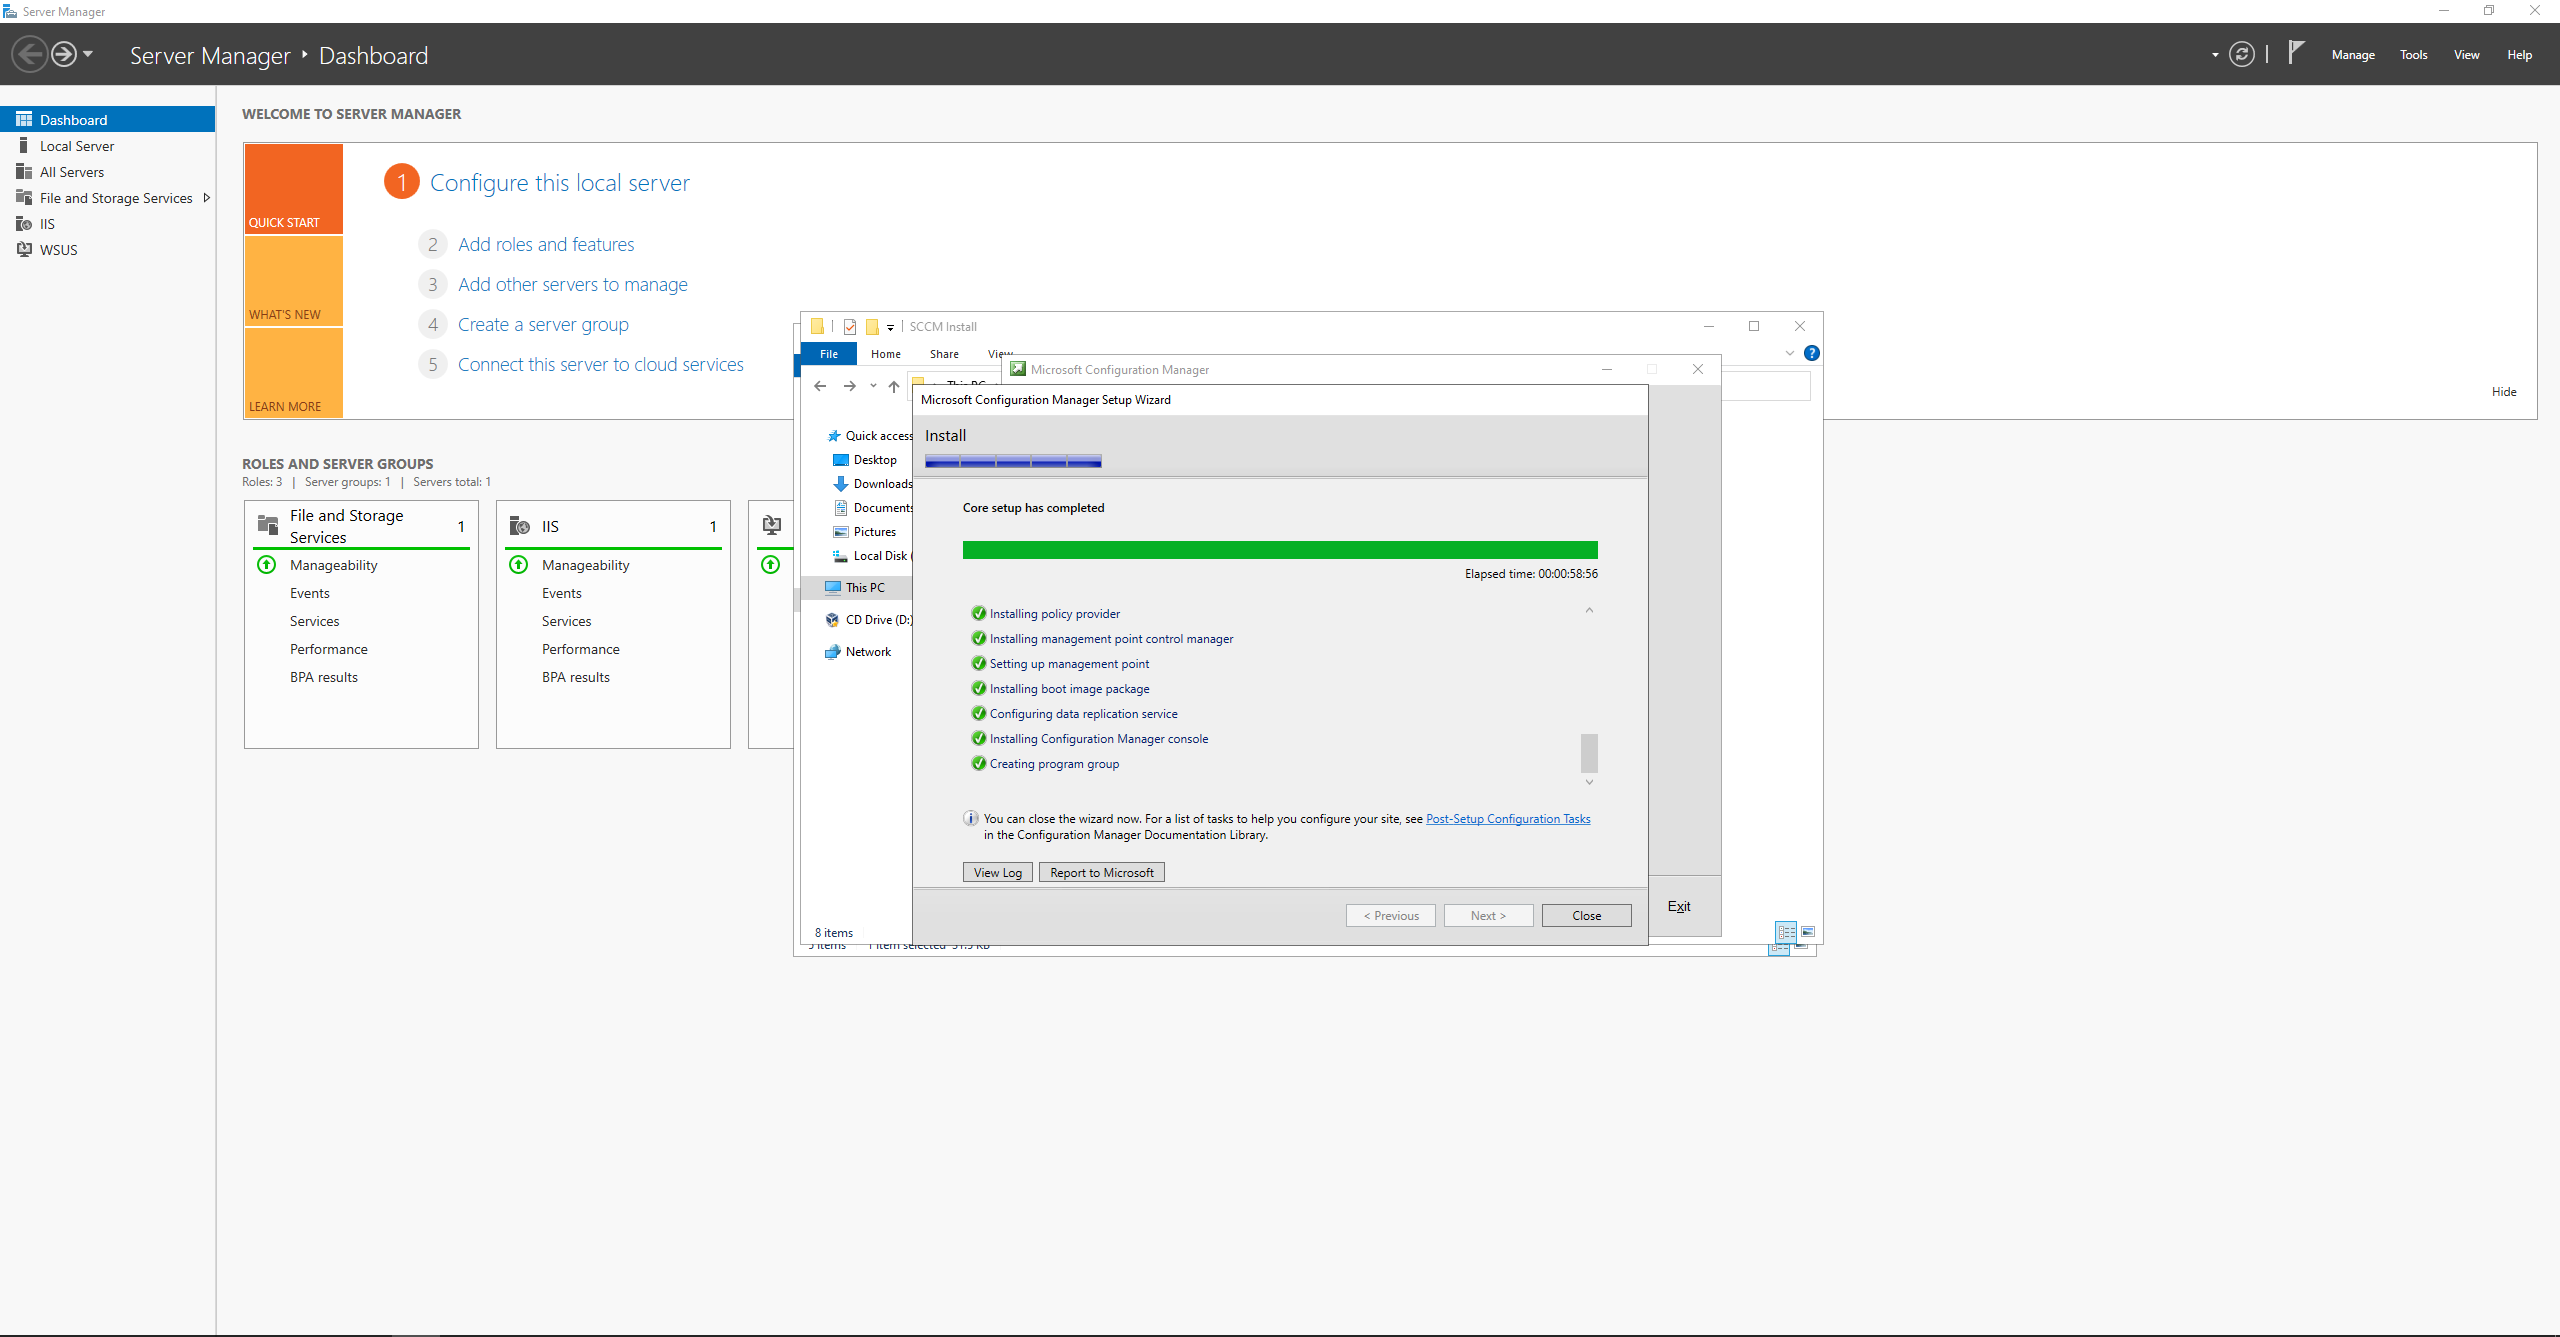 Server Manager
Server Manager ‣ Dashboard
Manage Tools View Help
Dashboard
Local Server
All Servers
File and Storage Services
IIS
WSUS
WELCOME TO SERVER MANAGER
QUICK START
WHAT'S NEW
LEARN MORE
1 Configure this local server
2 Add roles and features
3 Add other servers to manage
4 Create a server group
5 Connect this server to cloud services
Hide
ROLES AND SERVER GROUPS
Roles: 3 | Server groups: 1 | Servers total: 1
File and Storage Services 1
Manageability
Events
Services
Performance
BPA results
IIS 1
Manageability
Events
Services
Performance
BPA results
SCCM Install
File Home Share View
This PC
Quick access
Desktop
Downloads
Documents
Pictures
Local Disk (
This PC
CD Drive (D:)
Network
8 items
5 items 1 item selected 51.5 KB
Microsoft Configuration Manager
Exit
Microsoft Configuration Manager Setup Wizard
Install
Core setup has completed
Elapsed time: 00:00:58:56
Installing policy provider
Installing management point control manager
Setting up management point
Installing boot image package
Configuring data replication service
Installing Configuration Manager console
Creating program group
You can close the wizard now. For a list of tasks to help you configure your site, see Post-Setup Configuration Tasks
in the Configuration Manager Documentation Library.
View Log Report to Microsoft
< Previous Next > Close